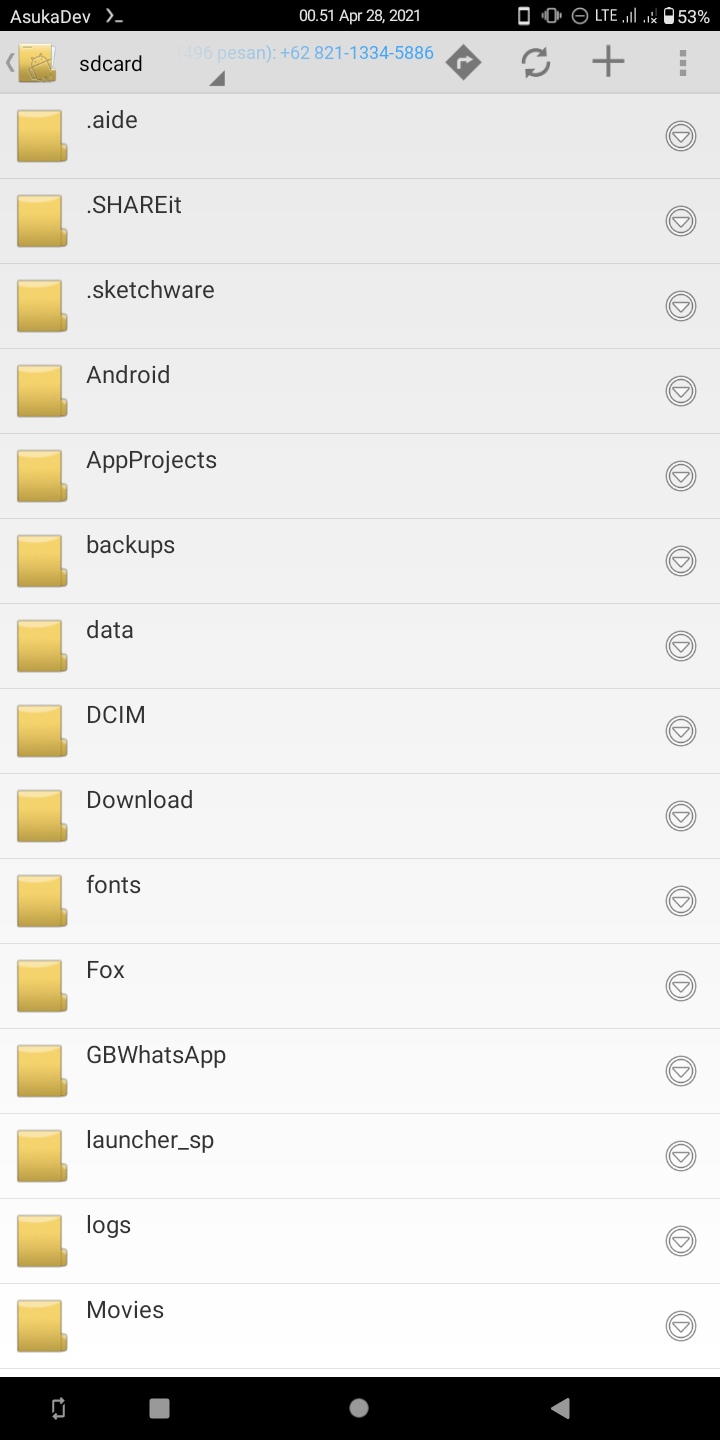 AsukaDev
00.51 Apr 28, 2021
LTE
53%
sdcard
496 pesan): +62 821-1334-5886
.aide
.SHAREit
.sketchware
Android
AppProjects
backups
data
DCIM
Download
fonts
Fox
GBWhatsApp
launcher_sp
logs
Movies